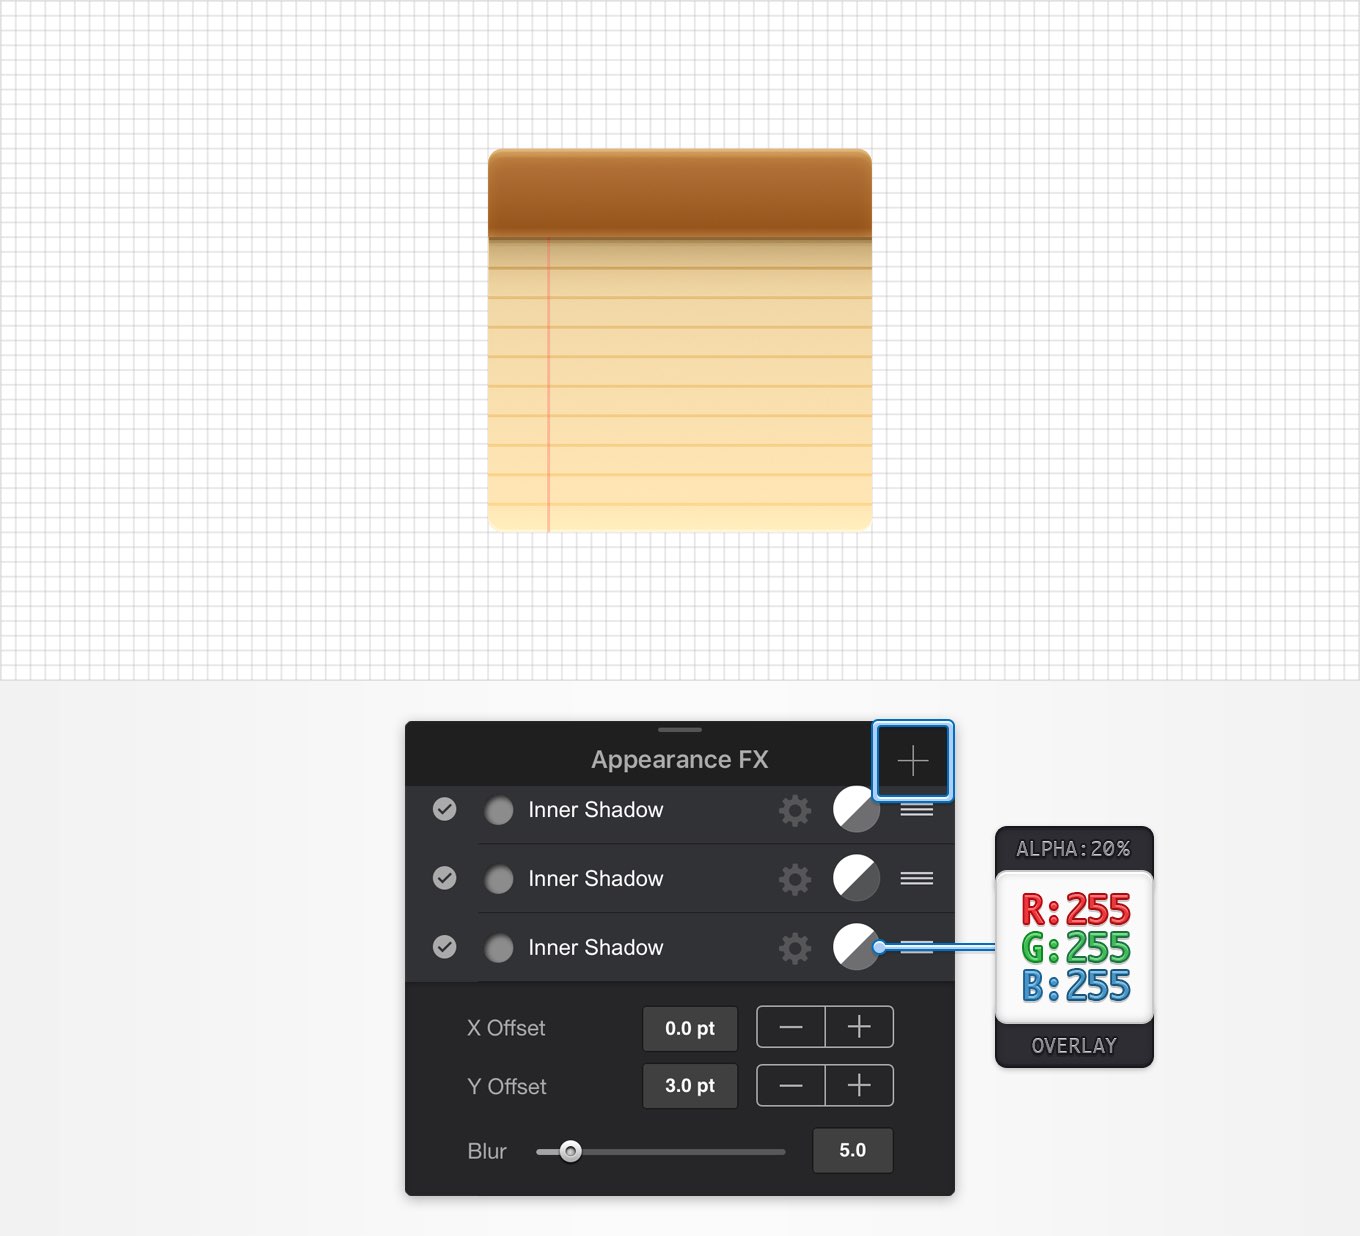 Appearance FX
Inner Shadow
Inner Shadow
Inner Shadow
X Offset 0.0 pt
Y Offset 3.0 pt
Blur 5.0
ALPHA:20%
R:255
G:255
B:255
OVERLAY